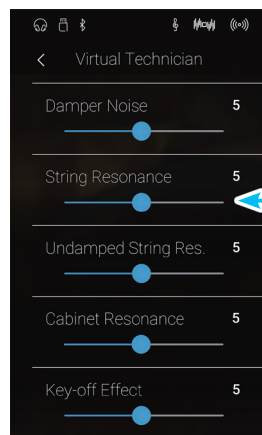 Virtual Technician
Damper Noise 5
String Resonance 5
Undamped String Res. 5
Cabinet Resonance 5
Key-off Effect 5